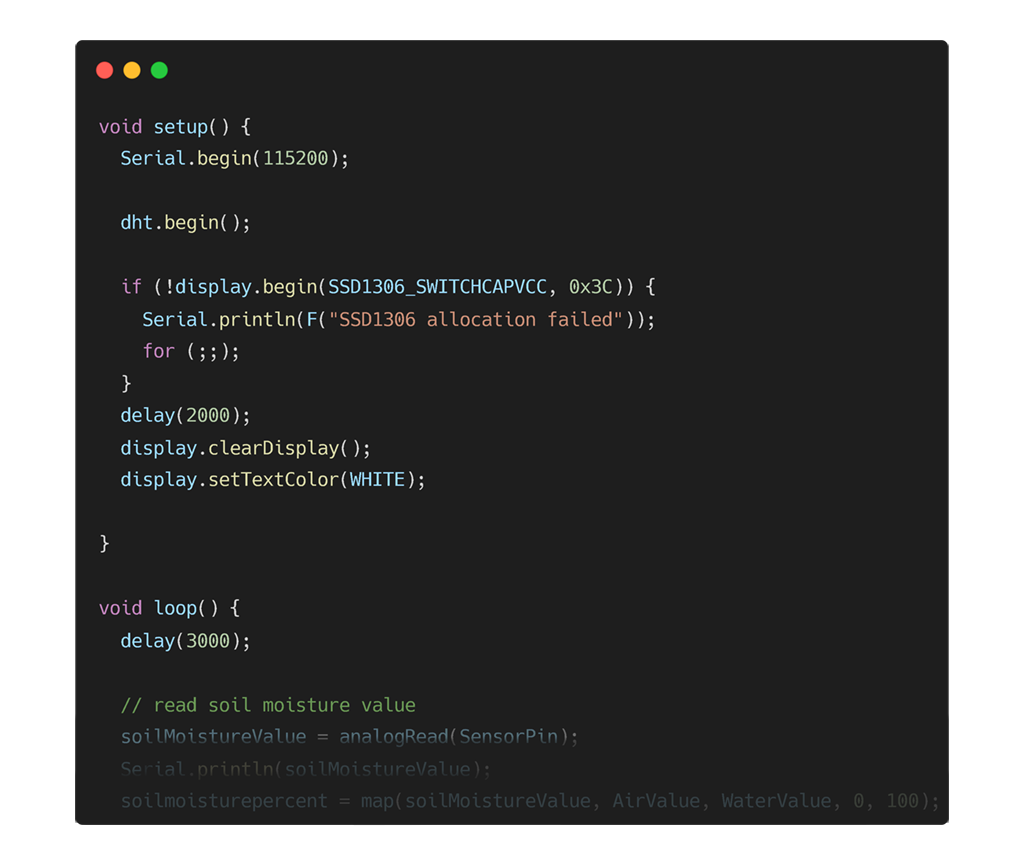 void setup() {
  Serial.begin(115200);

  dht.begin();

  if (!display.begin(SSD1306_SWITCHCAPVCC, 0x3C)) {
    Serial.println(F("SSD1306 allocation failed"));
    for (;;);
  }
  delay(2000);
  display.clearDisplay();
  display.setTextColor(WHITE);

}

void loop() {
  delay(3000);

  // read soil moisture value
  soilMoistureValue = analogRead(SensorPin);
  Serial.println(soilMoistureValue);
  soilmoisturepercent = map(soilMoistureValue, AirValue, WaterValue, 0, 100);